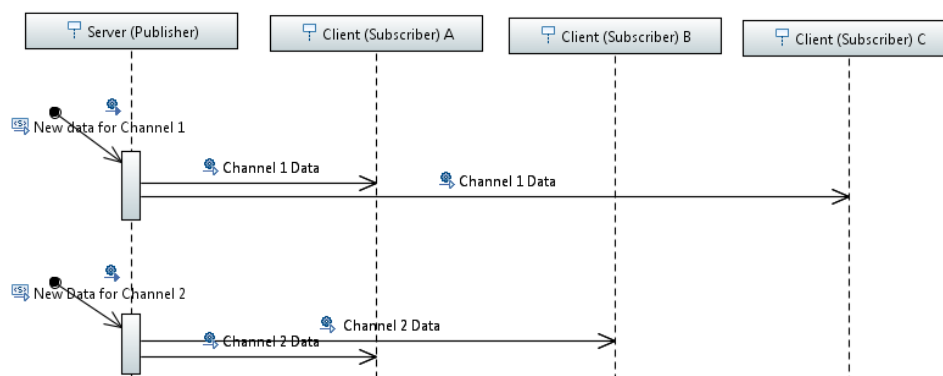 Server (Publisher)
Client (Subscriber) A
Client (Subscriber) B
Client (Subscriber) C
New data for Channel 1
Channel 1 Data
Channel 1 Data
New Data for Channel 2
Channel 2 Data
Channel 2 Data